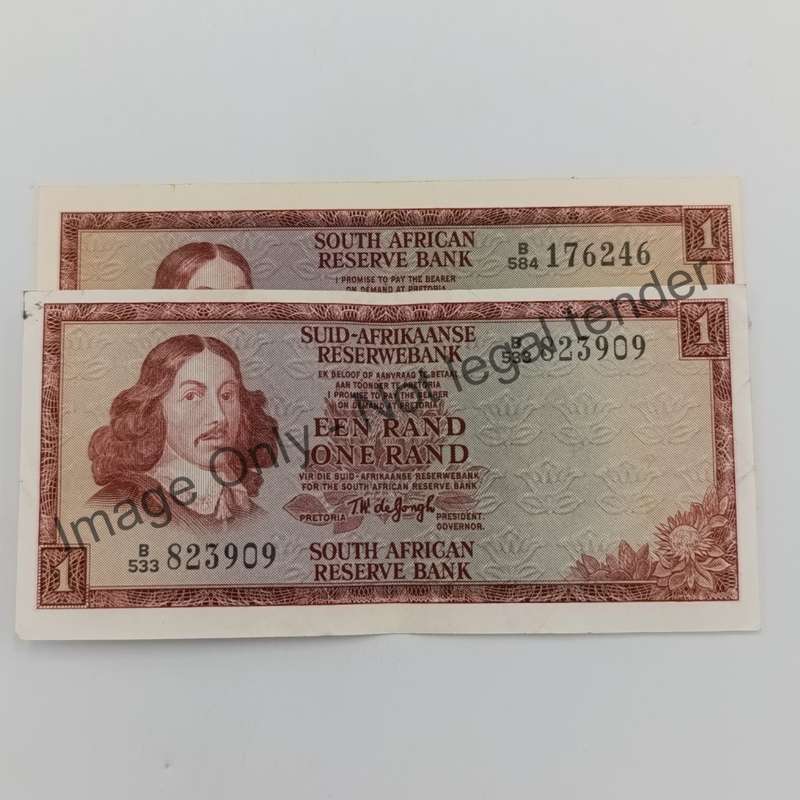 1
SOUTH AFRICAN
RESERVE BANK
B
584 176246
I PROMISE TO PAY THE BEARER
ON DEMAND AT PRETORIA
1
SUID-AFRIKAANSE
RESERWEBANK
B
533 823909
EK BELOOF OP AANVRAAG TE BETAAL
AAN TOONDER TE PRETORIA
I PROMISE TO PAY THE BEARER
ON DEMAND AT PRETORIA
EEN RAND
ONE RAND
VIR DIE SUID-AFRIKAANSE RESERWEBANK
FOR THE SOUTH AFRICAN RESERVE BANK
T W de Jongh
PRETORIA PRESIDENT.
GOVERNOR.
B
533 823909
SOUTH AFRICAN
RESERVE BANK
1
Image Only legal tender